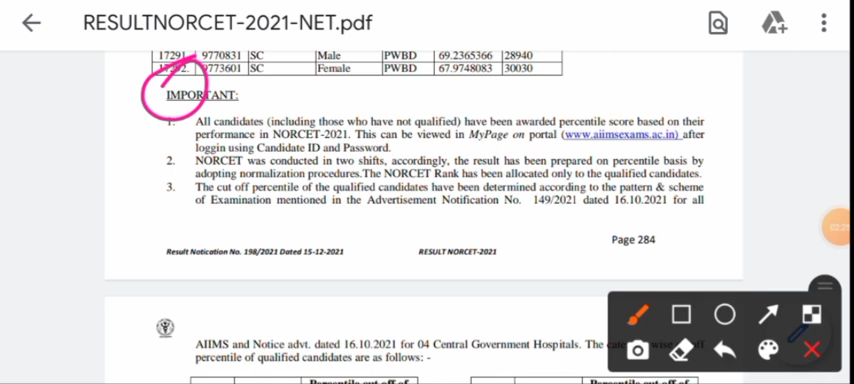 RESULTNORCET-2021-NET.pdf
17291. 9770831 SC Male PWBD 69.2365366 28940
9773601 SC Female PWBD 67.9748083 30030
IMPORTANT:
1. All candidates (including those who have not qualified) have been awarded percentile score based on their
performance in NORCET-2021. This can be viewed in MyPage on portal (www.aiimsexams.ac.in) after
loggin using Candidate ID and Password.
2. NORCET was conducted in two shifts, accordingly, the result has been prepared on percentile basis by
adopting normalization procedures.The NORCET Rank has been allocated only to the qualified candidates.
3. The cut off percentile of the qualified candidates have been determined according to the pattern & scheme
of Examination mentioned in the Advertisement Notification No. 149/2021 dated 16.10.2021 for all
Page 284
Result Notication No. 198/2021 Dated 15-12-2021 RESULT NORCET-2021
AIIMS and Notice advt. dated 16.10.2021 for 04 Central Government Hospitals. The
percentile of qualified candidates are as follows: -
Percentile cut off of Percentile cut off of